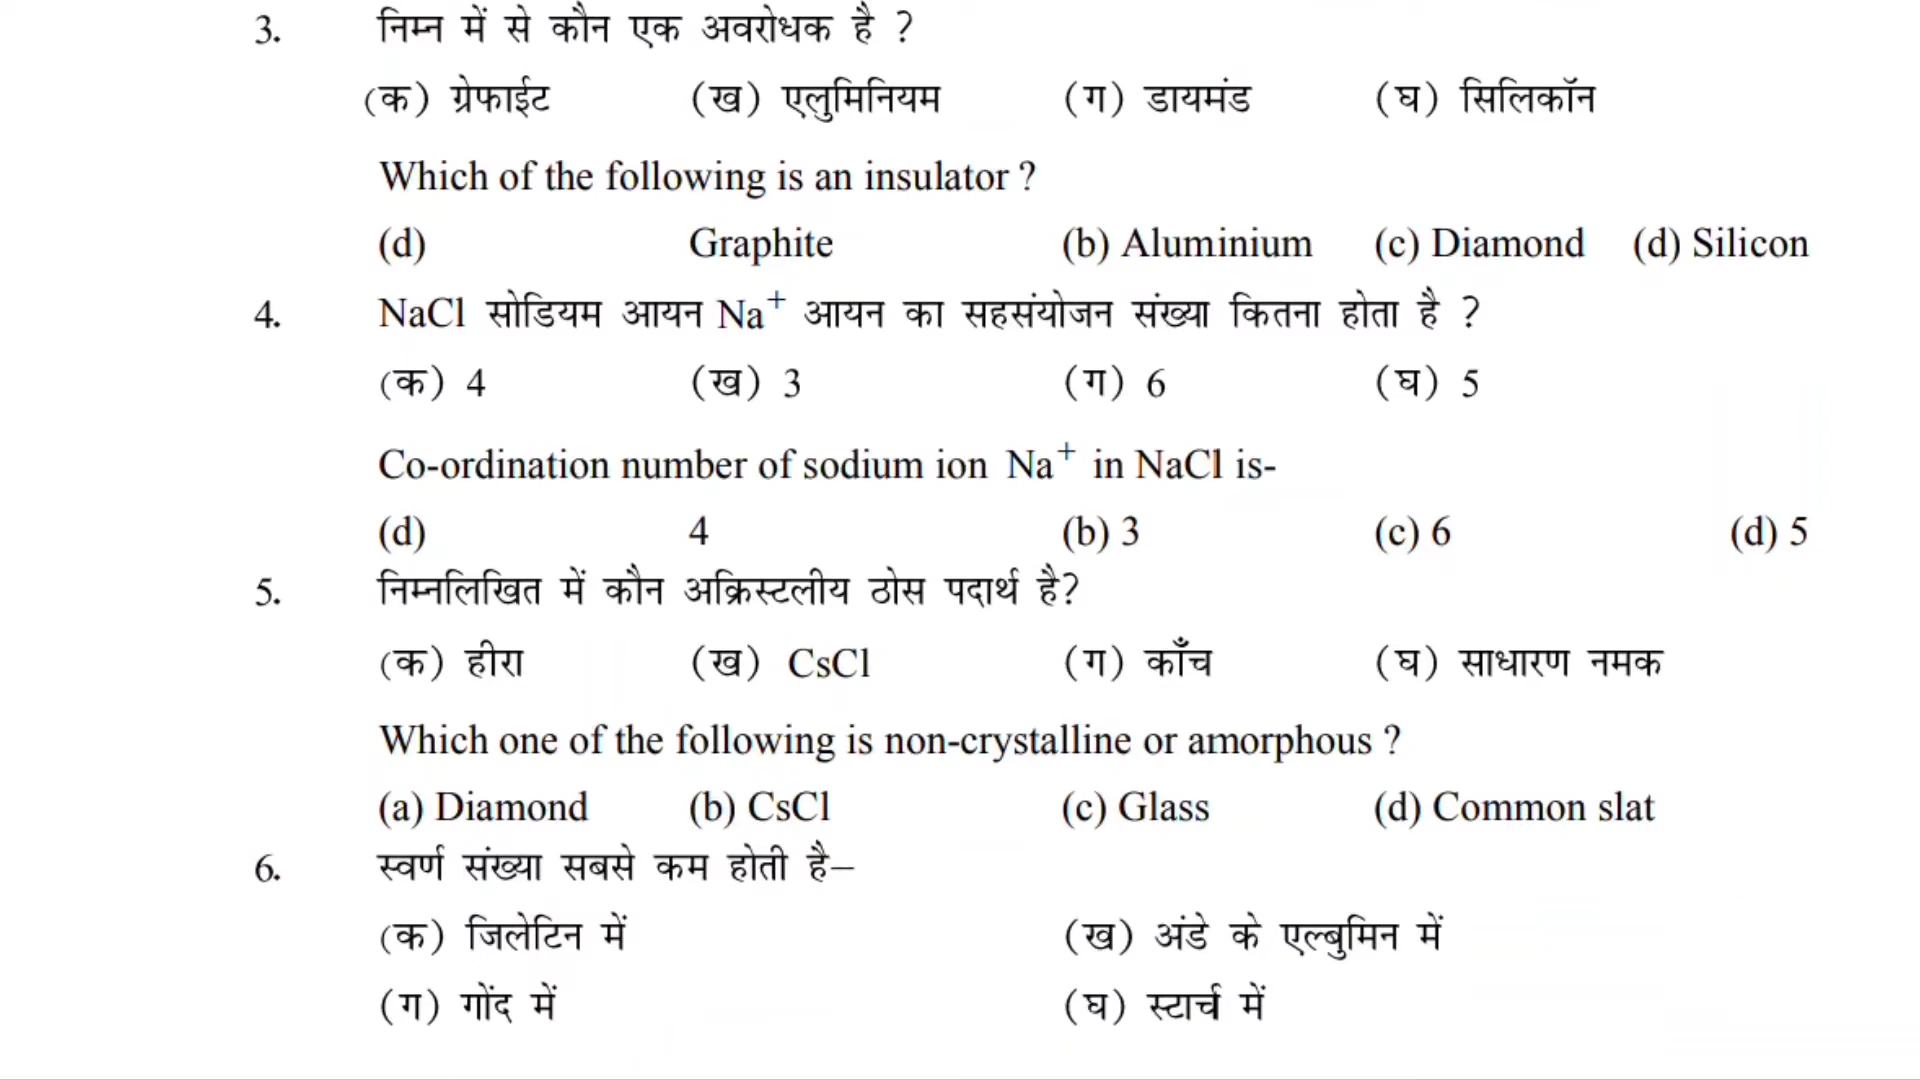 3. निम्न में से कौन एक अवरोधक है ?
(क) ग्रेफाईट (ख) एलुमिनियम (ग) डायमंड (घ) सिलिकॉन
Which of the following is an insulator ?
(d) Graphite (b) Aluminium (c) Diamond (d) Silicon
4. NaCl सोडियम आयन Na⁺ आयन का सहसंयोजन संख्या कितना होता है ?
(क) 4 (ख) 3 (ग) 6 (घ) 5
Co-ordination number of sodium ion Na⁺ in NaCl is-
(d) 4 (b) 3 (c) 6 (d) 5
5. निम्नलिखित में कौन अक्रिस्टलीय ठोस पदार्थ है?
(क) हीरा (ख) CsCl (ग) काँच (घ) साधारण नमक
Which one of the following is non-crystalline or amorphous ?
(a) Diamond (b) CsCl (c) Glass (d) Common slat
6. स्वर्ण संख्या सबसे कम होती है–
(क) जिलेटिन में (ख) अंडे के एल्बुमिन में
(ग) गोंद में (घ) स्टार्च में